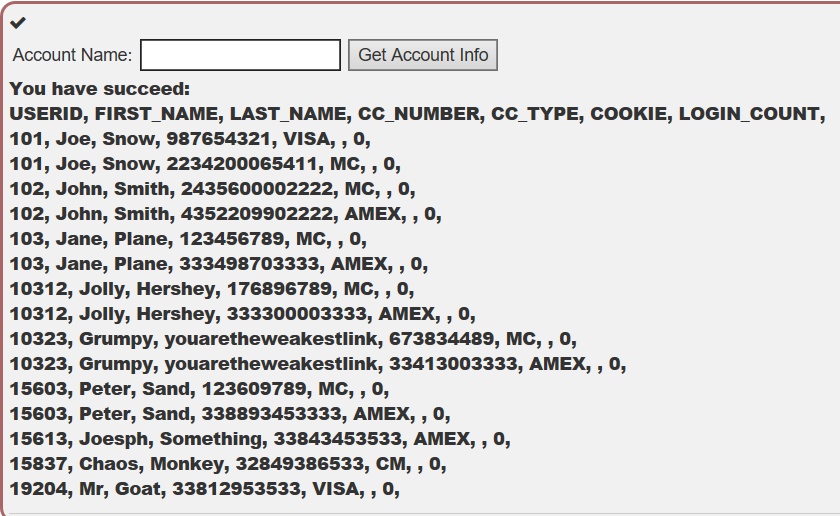 Account Name: Get Account Info
You have succeed:
USERID, FIRST_NAME, LAST_NAME, CC_NUMBER, CC_TYPE, COOKIE, LOGIN_COUNT,
101, Joe, Snow, 987654321, VISA, , 0,
101, Joe, Snow, 2234200065411, MC, , 0,
102, John, Smith, 2435600002222, MC, , 0,
102, John, Smith, 4352209902222, AMEX, , 0,
103, Jane, Plane, 123456789, MC, , 0,
103, Jane, Plane, 333498703333, AMEX, , 0,
10312, Jolly, Hershey, 176896789, MC, , 0,
10312, Jolly, Hershey, 333300003333, AMEX, , 0,
10323, Grumpy, youaretheweakestlink, 673834489, MC, , 0,
10323, Grumpy, youaretheweakestlink, 33413003333, AMEX, , 0,
15603, Peter, Sand, 123609789, MC, , 0,
15603, Peter, Sand, 338893453333, AMEX, , 0,
15613, Joesph, Something, 33843453533, AMEX, , 0,
15837, Chaos, Monkey, 32849386533, CM, , 0,
19204, Mr, Goat, 33812953533, VISA, , 0,